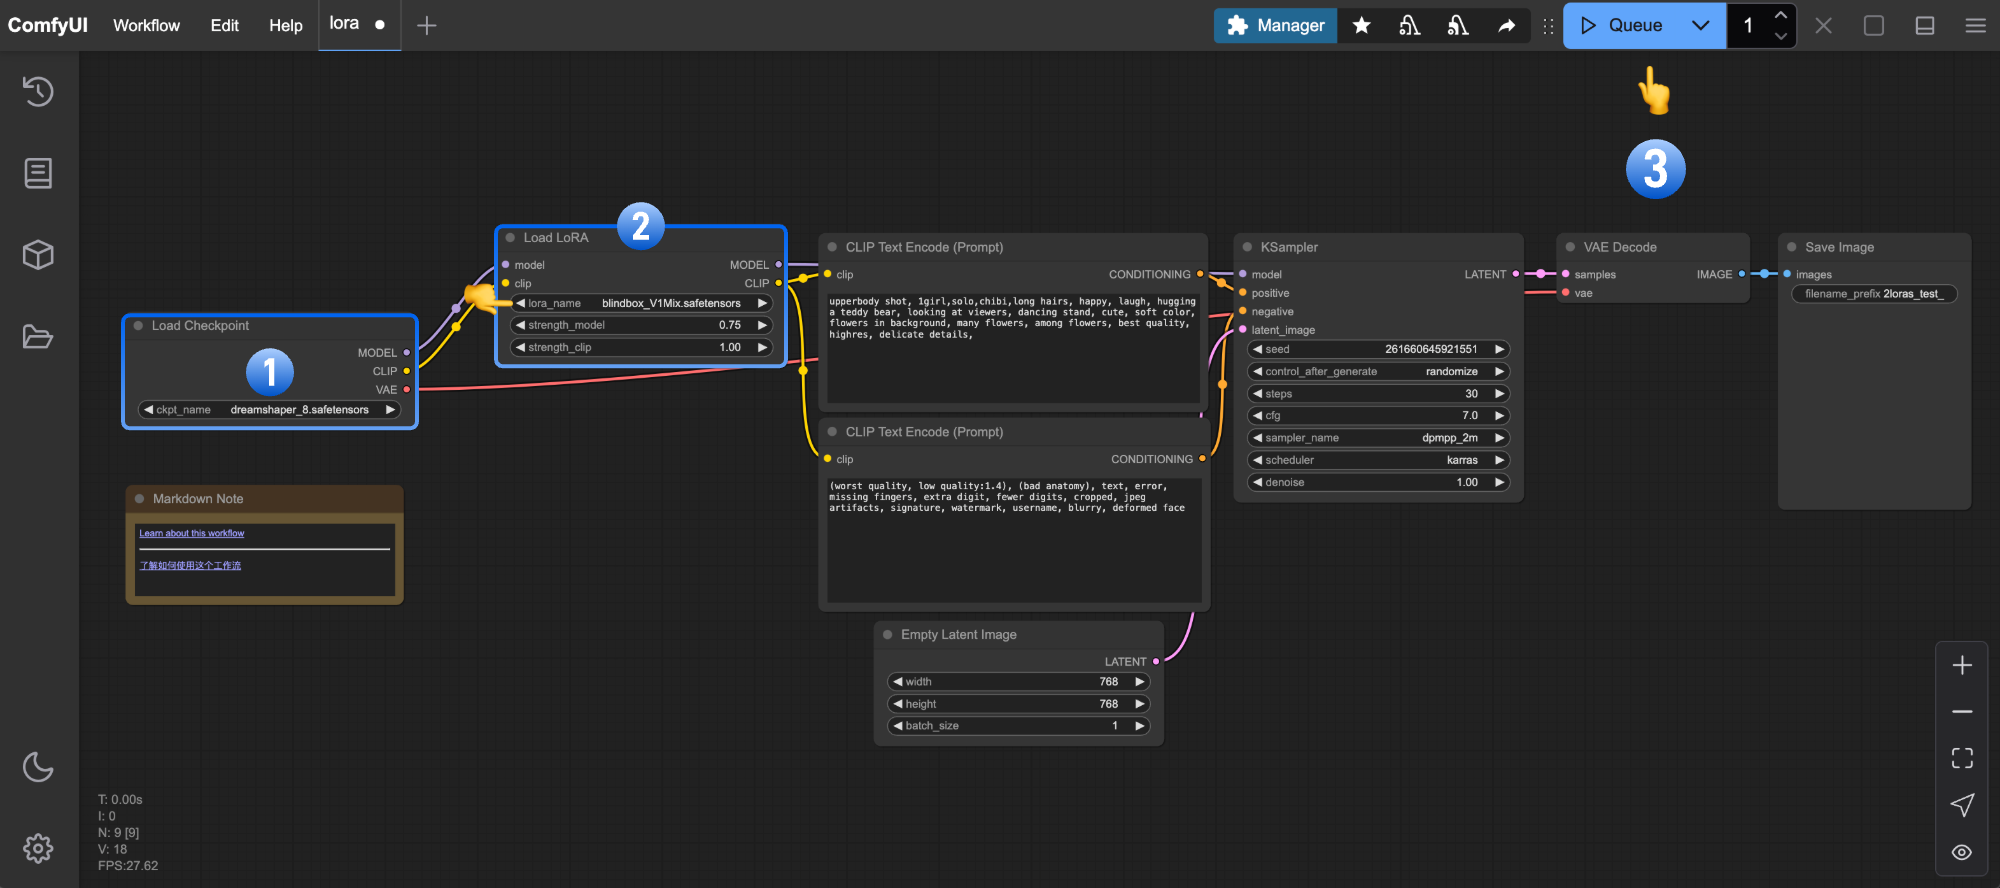 ComfyUI Workflow Edit Help lora Manager Queue 1
3
2
Load LoRA
model MODEL
clip CLIP
lora_name blindbox_V1Mix.safetensors
strength_model 0.75
strength_clip 1.00
Load Checkpoint
MODEL
1
CLIP
VAE
ckpt_name dreamshaper_8.safetensors
Markdown Note
Learn about this workflow
了解如何使用这个工作流
CLIP Text Encode (Prompt)
clip CONDITIONING
upperbody shot, 1girl,solo,chibi,long hairs, happy, laugh, hugging
a teddy bear, looking at viewers, dancing stand, cute, soft color,
flowers in background, many flowers, among flowers, best quality,
highres, delicate details,
CLIP Text Encode (Prompt)
clip CONDITIONING
(worst quality, low quality:1.4), (bad anatomy), text, error,
missing fingers, extra digit, fewer digits, cropped, jpeg
artifacts, signature, watermark, username, blurry, deformed face
Empty Latent Image
LATENT
width 768
height 768
batch_size 1
KSampler
model LATENT
positive
negative
latent_image
seed 261660645921551
control_after_generate randomize
steps 30
cfg 7.0
sampler_name dpmpp_2m
scheduler karras
denoise 1.00
VAE Decode
samples IMAGE
vae
Save Image
images
filename_prefix 2loras_test_
T: 0.00s
I: 0
N: 9 [9]
V: 18
FPS:27.62